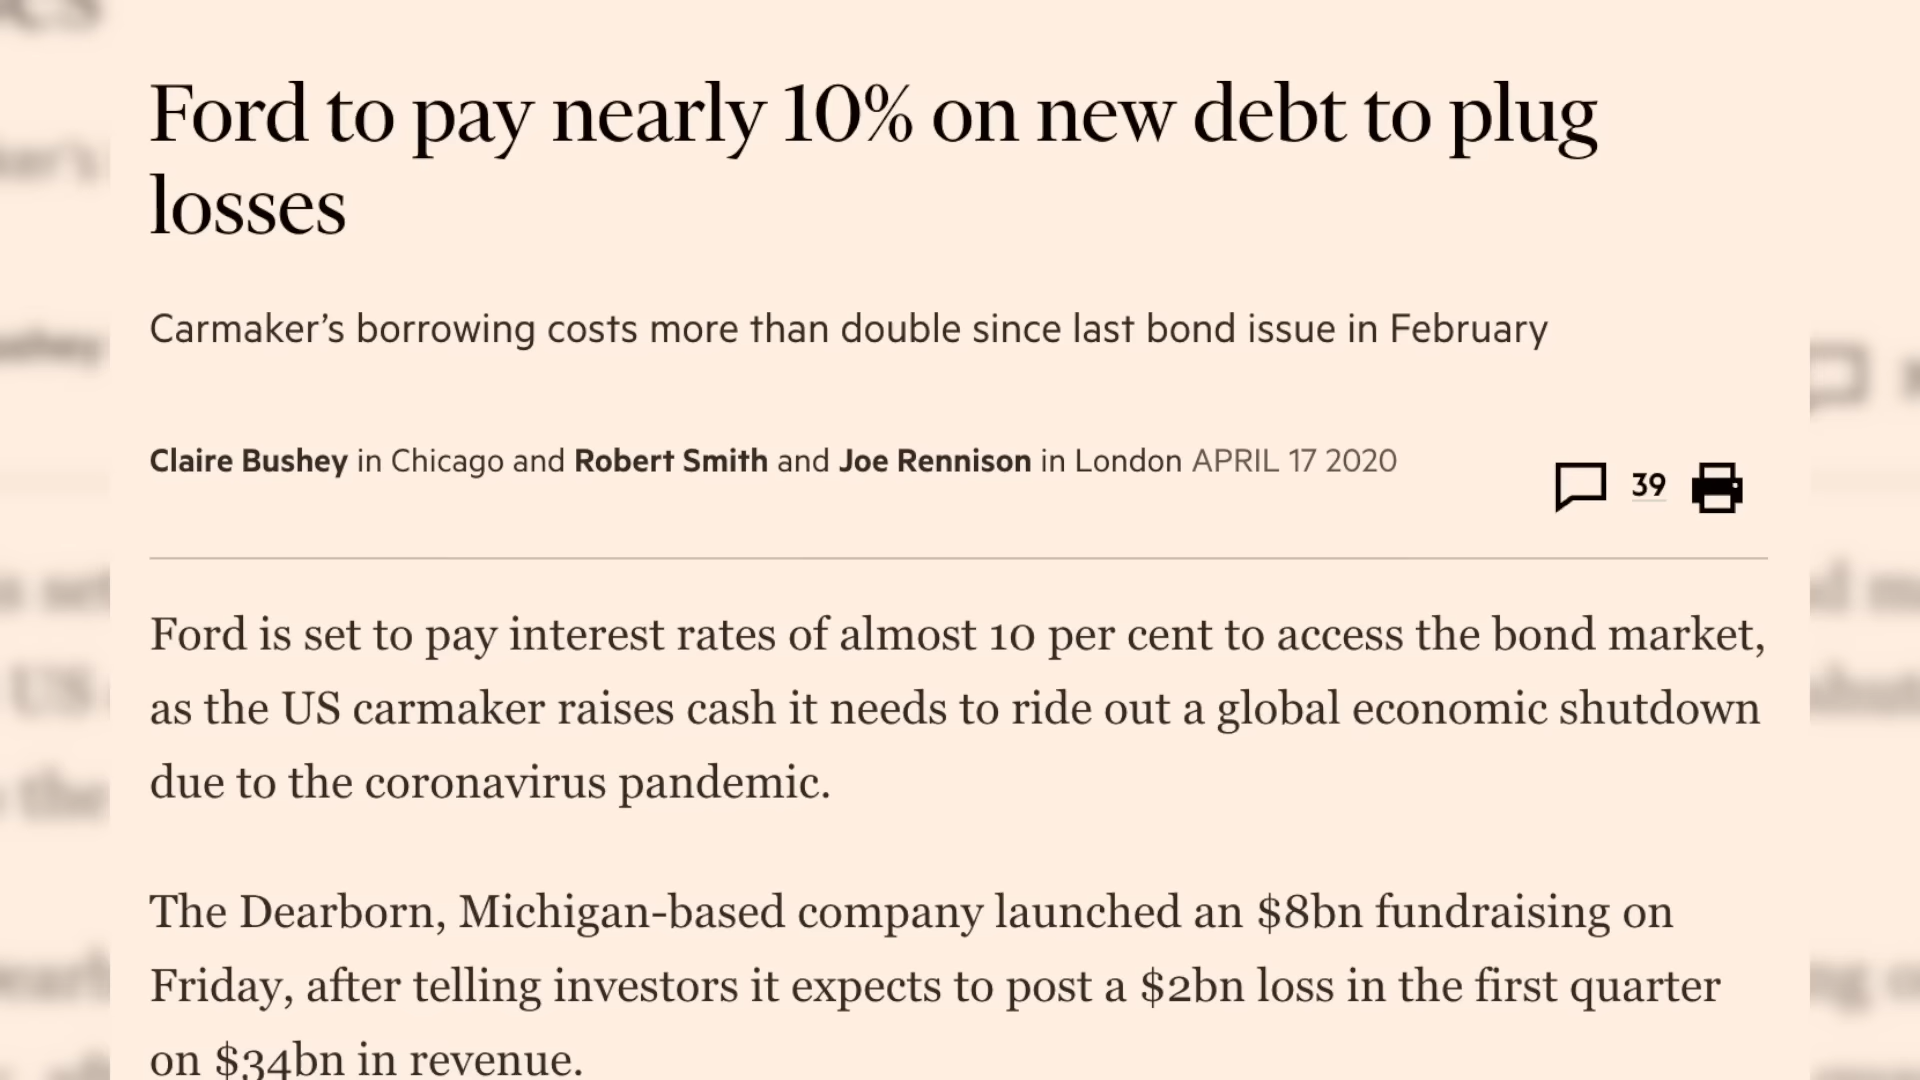 Ford to pay nearly 10% on new debt to plug
losses
Carmaker’s borrowing costs more than double since last bond issue in February
Claire Bushey in Chicago and Robert Smith and Joe Rennison in London APRIL 17 2020
39
Ford is set to pay interest rates of almost 10 per cent to access the bond market,
as the US carmaker raises cash it needs to ride out a global economic shutdown
due to the coronavirus pandemic.
The Dearborn, Michigan-based company launched an $8bn fundraising on
Friday, after telling investors it expects to post a $2bn loss in the first quarter
on $34bn in revenue.